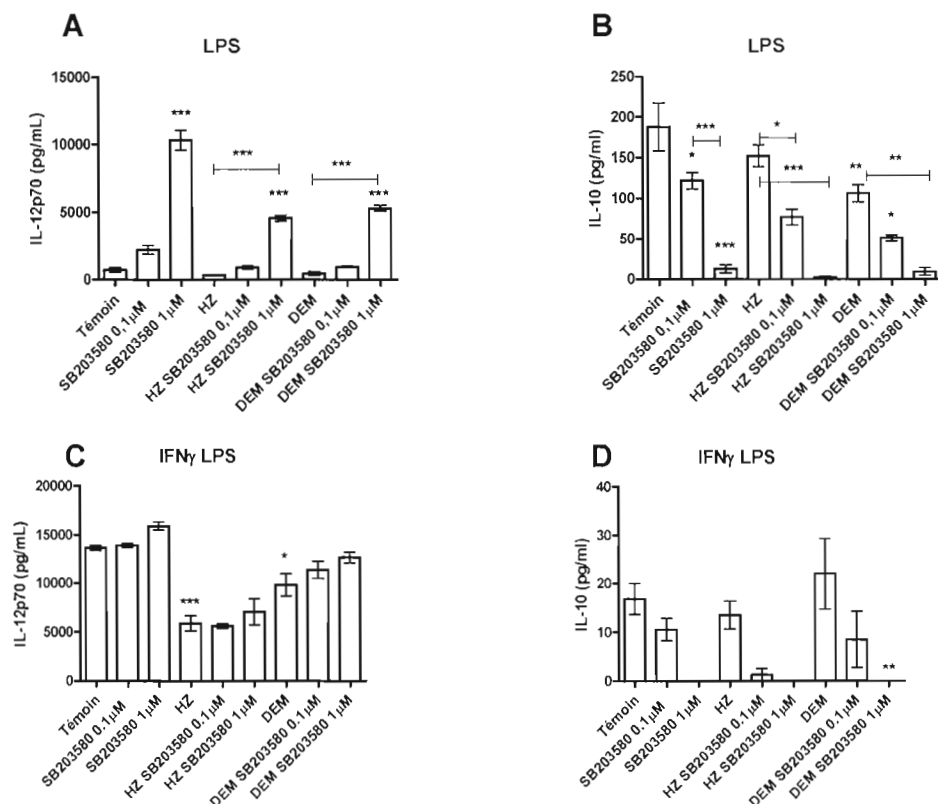 A
LPS
IL-12p70 (pg/mL)
15000
10000
5000
0
***
***
***
***
***
Témoin
SB203580 0,1µM
SB203580 1µM
HZ
HZ SB203580 0,1µM
HZ SB203580 1µM
DEM
DEM SB203580 0,1µM
DEM SB203580 1µM
B
LPS
IL-10 (pg/ml)
250
200
150
100
50
0
*
***
***
*
***
**
*
**
Témoin
SB203580 0,1µM
SB203580 1µM
HZ
HZ SB203580 0,1µM
HZ SB203580 1µM
DEM
DEM SB203580 0,1µM
DEM SB203580 1µM
C
IFNγ LPS
IL-12p70 (pg/mL)
20000
15000
10000
5000
0
***
*
Témoin
SB203580 0.1µM
SB203580 1µM
HZ
HZ SB203580 0.1µM
HZ SB203580 1µM
DEM
DEM SB203580 0.1µM
DEM SB203580 1µM
D
IFNγ LPS
IL-10 (pg/ml)
40
30
20
10
0
**
Témoin
SB203580 0.1µM
SB203580 1µM
HZ
HZ SB203580 0.1µM
HZ SB203580 1µM
DEM
DEM SB203580 0.1µM
DEM SB203580 1µM